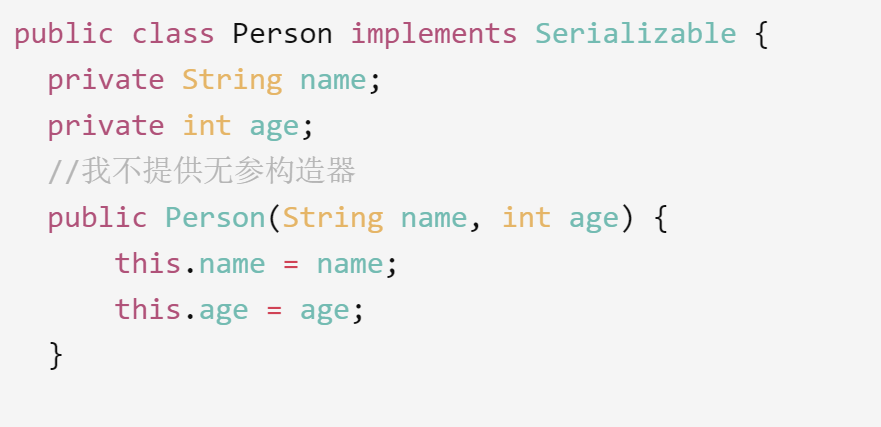 public class Person implements Serializable {
private String name;
private int age;
//我不提供无参构造器
public Person(String name, int age) {
this.name = name;
this.age = age;
}